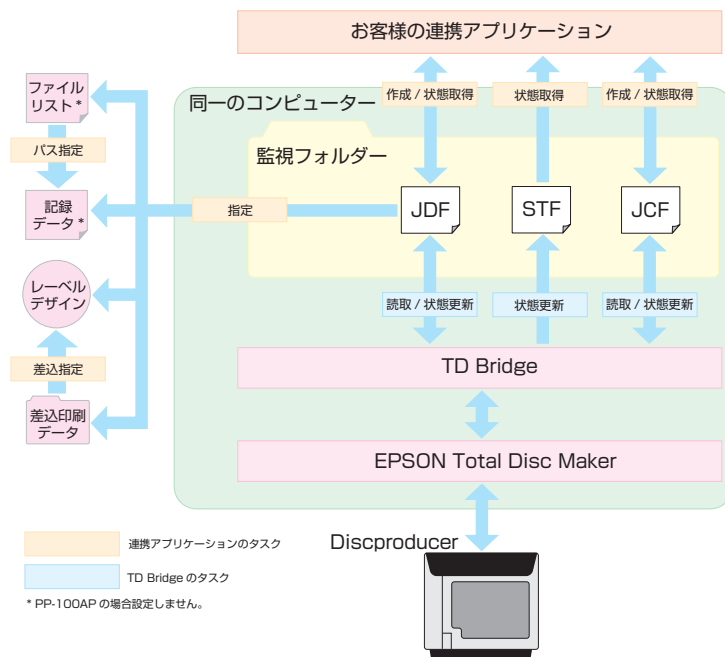 お客様の連携アプリケーション
作成 / 状態取得
状態取得
作成 / 状態取得
同一のコンピューター
監視フォルダー
ファイル
リスト*
パス指定
記録
データ*
指定
JDF
STF
JCF
レーベル
デザイン
読取 / 状態更新
状態更新
読取 / 状態更新
差込指定
TD Bridge
差込印刷
データ
EPSON Total Disc Maker
Discproducer
連携アプリケーションのタスク
TD Bridge のタスク
* PP-100AP の場合設定しません。